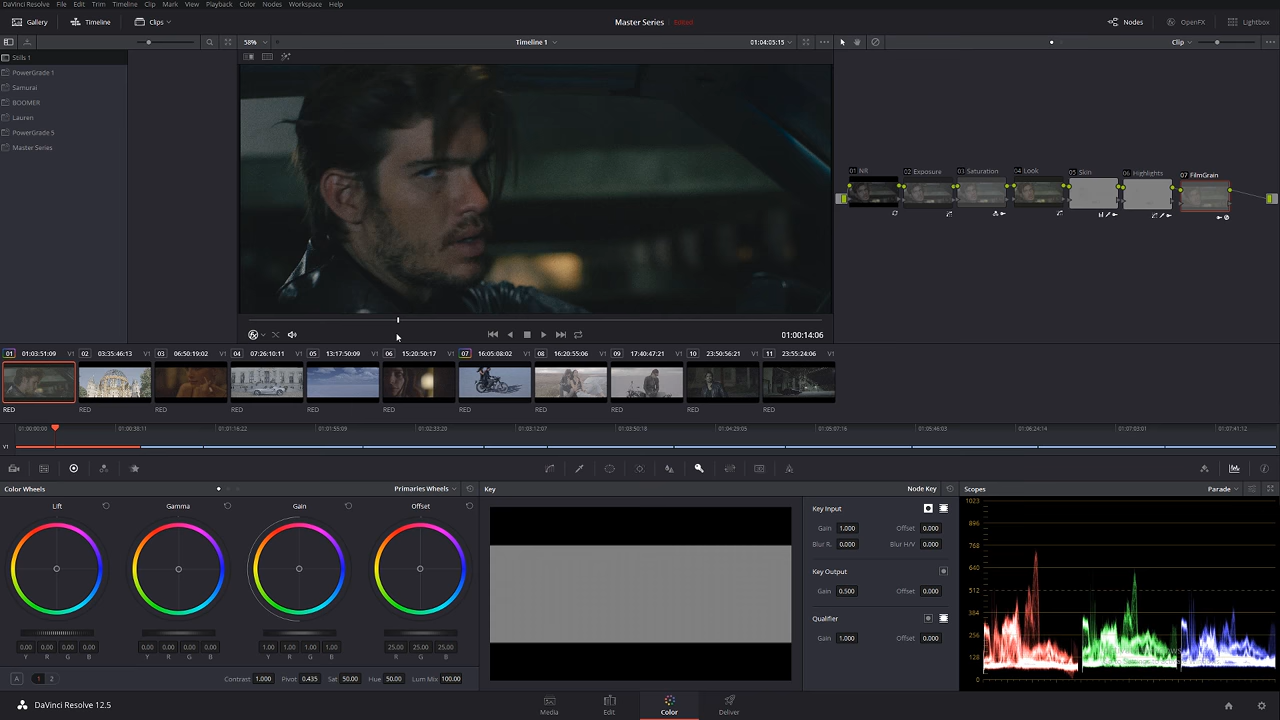 DaVinci Resolve File Edit Trim Timeline Clip Mark View Playback Color Nodes Workspace Help
Gallery Timeline Clips Master Series Edited Nodes OpenFX Lightbox
58% Timeline 1 01:04:05:15 Clip
Stills 1
PowerGrade 1
Samurai
BOOMER
Lauren
PowerGrade 5
Master Series
01 NR 02 Exposure 03 Saturation 04 Look 05 Skin 06 Highlights 07 FilmGrain
01:00:14:06
01 01:03:51:09 V1 02 03:35:46:13 V1 03 06:50:19:02 V1 04 07:26:10:11 V1 05 13:17:50:09 V1 06 15:20:50:17 V1 07 16:05:08:02 V1 08 16:20:55:06 V1 09 17:40:47:21 V1 10 23:50:56:21 V1 11 23:55:24:06 V1
RED RED RED RED RED RED RED RED RED RED RED
01:00:00:00 01:00:38:11 01:01:16:22 01:01:55:09 01:02:33:20 01:03:12:07 01:03:50:18 01:04:29:05 01:05:07:16 01:05:46:03 01:06:24:14 01:07:03:01 01:07:41:12
V1
Color Wheels Primaries Wheels Key Node Key Scopes Parade
Lift Gamma Gain Offset
0.00 0.00 0.00 0.00 0.00 0.00 0.00 0.00 1.00 1.00 1.00 1.00 25.00 25.00 25.00
Y R G B Y R G B Y R G B R G B
A 1 2 Contrast 1.000 Pivot 0.435 Sat 50.00 Hue 50.00 Lum Mix 100.00
Key Input
Gain 1.000 Offset 0.000
Blur R. 0.000 Blur H/V 0.000
Key Output
Gain 0.500 Offset 0.000
Qualifier
Gain 1.000 Offset 0.000
1023
896
768
640
512
384
256
128
0
DaVinci Resolve 12.5 Media Edit Color Deliver